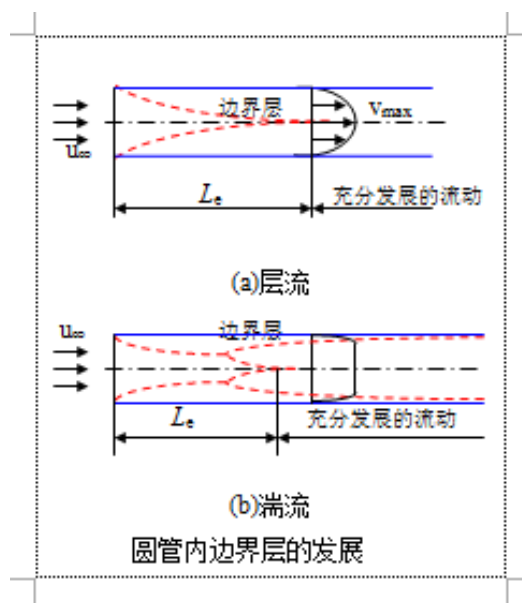 边界层
vmax
u∞
Le
充分发展的流动
(a)层流
u∞
边界层
Le
充分发展的流动
(b)湍流
圆管内边界层的发展